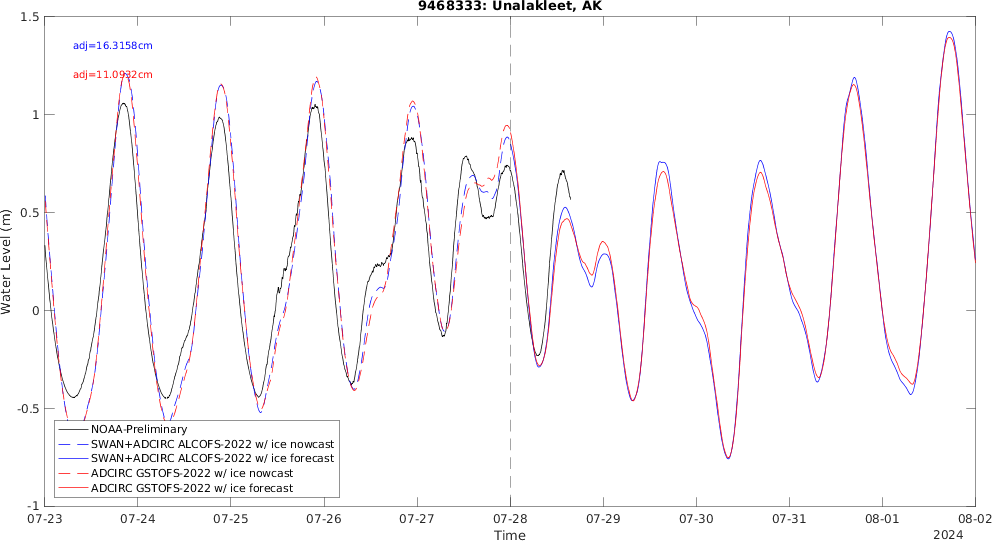 9468333: Unalakleet, AK
1.5
adj=16.3158cm
adj=11.0932cm
1
0.5
Water Level (m)
0
-0.5
NOAA-Preliminary
SWAN+ADCIRC ALCOFS-2022 w/ ice nowcast
SWAN+ADCIRC ALCOFS-2022 w/ ice forecast
ADCIRC GSTOFS-2022 w/ ice nowcast
ADCIRC GSTOFS-2022 w/ ice forecast
-1
07-23 07-24 07-25 07-26 07-27 07-28 07-29 07-30 07-31 08-01 08-02
Time
2024